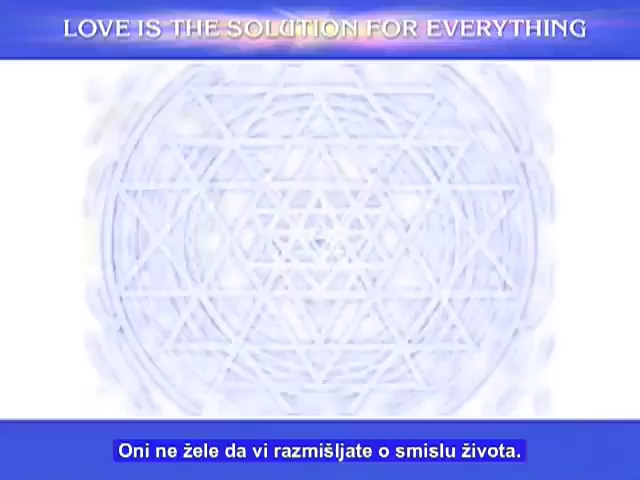 LOVE IS THE SOLUTION FOR EVERYTHING
Oni ne žele da vi razmišljate o smislu života.